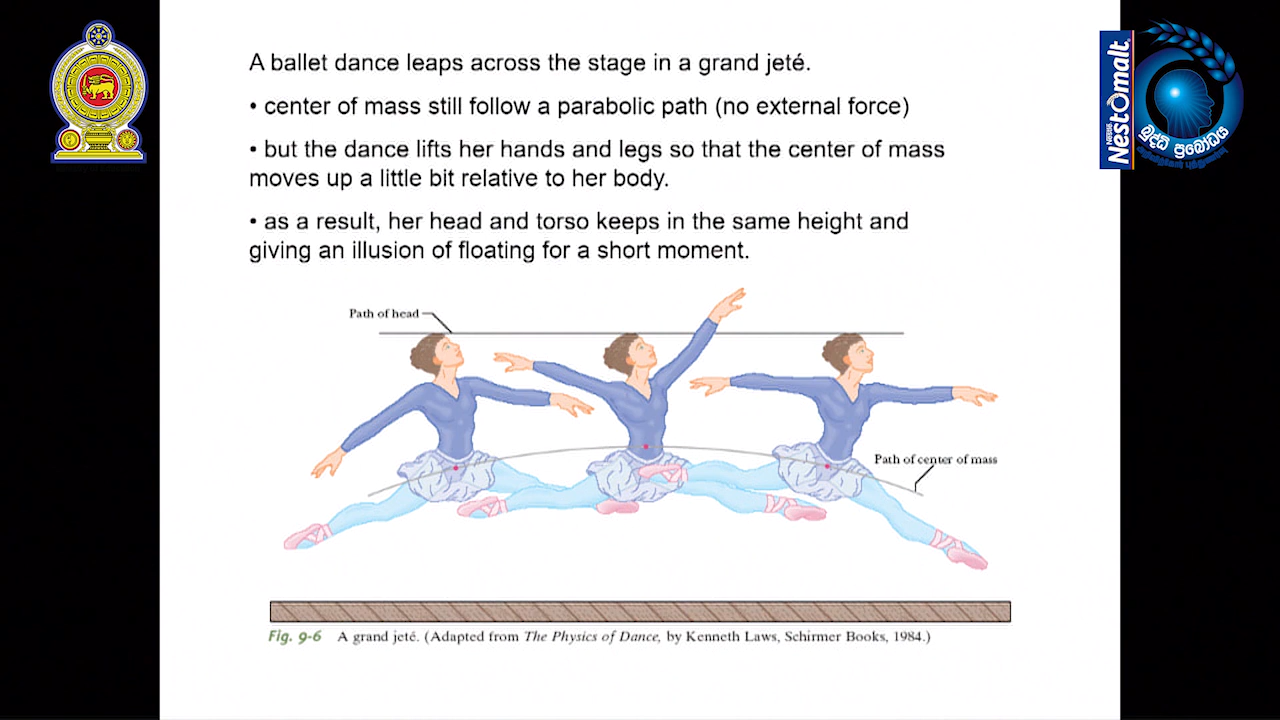 A ballet dance leaps across the stage in a grand jeté.
• center of mass still follow a parabolic path (no external force)
• but the dance lifts her hands and legs so that the center of mass
moves up a little bit relative to her body.
• as a result, her head and torso keeps in the same height and
giving an illusion of floating for a short moment.
Path of head
Path of center of mass
Fig. 9-6 A grand jeté. (Adapted from The Physics of Dance, by Kenneth Laws, Schirmer Books, 1984.)
Nestlé
Nestomalt
බුද්ධි ප්‍රබෝධය